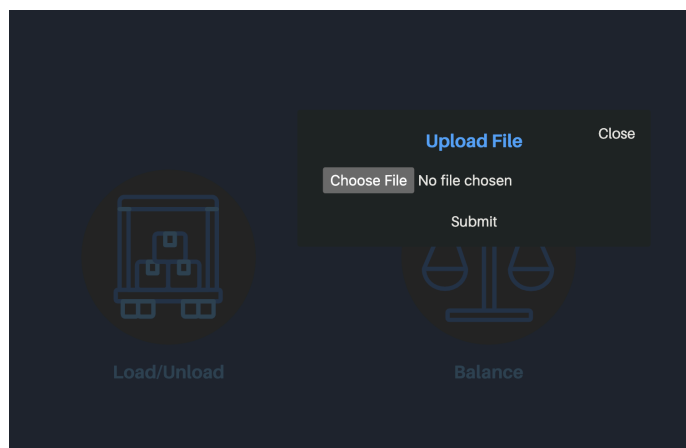 Upload File
Close
Choose File No file chosen
Submit
Load/Unload
Balance